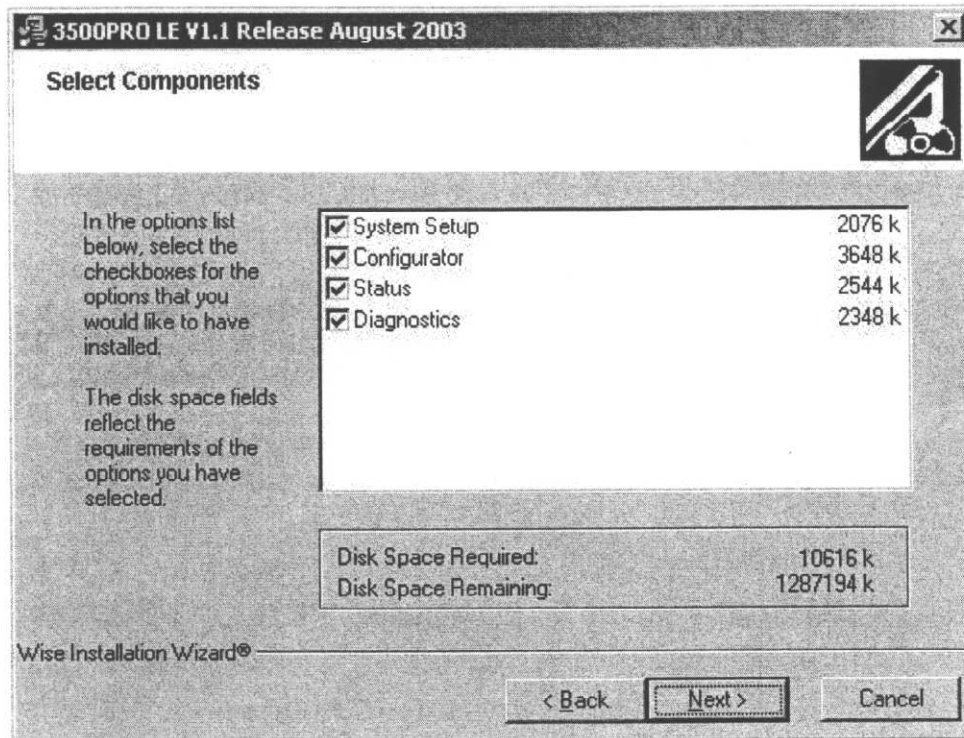 3500PRO LE V1.1 Release August 2003
Select Components
In the options list
below, select the
checkboxes for the
options that you
would like to have
installed.
The disk space fields
reflect the
requirements of the
options you have
selected.
System Setup 2076 k
Configurator 3648 k
Status 2544 k
Diagnostics 2348 k
Disk Space Required: 10616 k
Disk Space Remaining: 1287194 k
Wise Installation Wizard®
< Back Next > Cancel